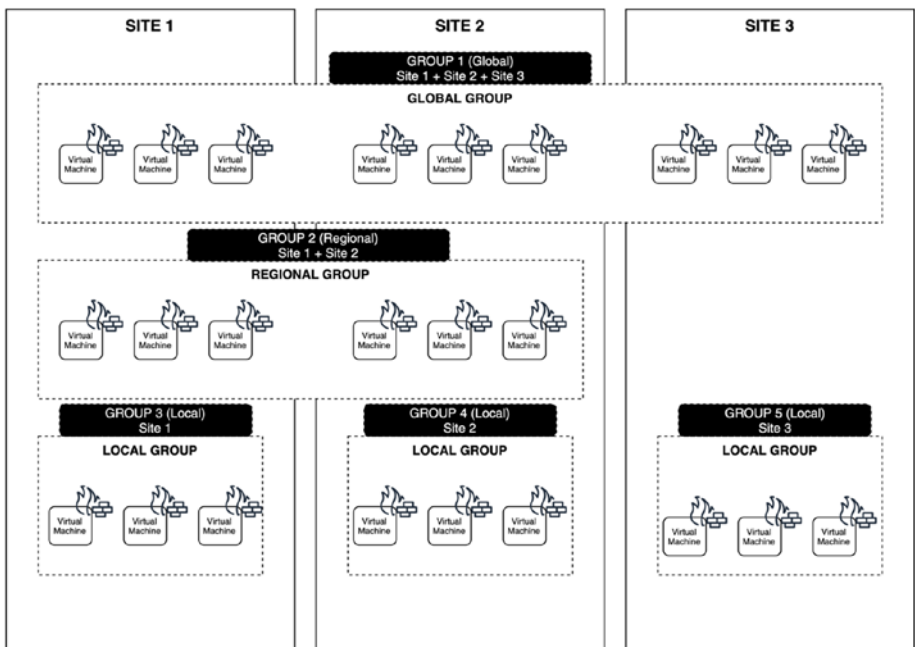 SITE 1
SITE 2
SITE 3
GROUP 1 (Global)
Site 1 + Site 2 + Site 3
GLOBAL GROUP
Virtual
Machine
Virtual
Machine
Virtual
Machine
Virtual
Machine
Virtual
Machine
Virtual
Machine
Virtual
Machine
Virtual
Machine
Virtual
Machine
GROUP 2 (Regional)
Site 1 + Site 2
REGIONAL GROUP
Virtual
Machine
Virtual
Machine
Virtual
Machine
Virtual
Machine
Virtual
Machine
Virtual
Machine
GROUP 3 (Local)
Site 1
LOCAL GROUP
Virtual
Machine
Virtual
Machine
Virtual
Machine
GROUP 4 (Local)
Site 2
LOCAL GROUP
Virtual
Machine
Virtual
Machine
Virtual
Machine
GROUP 5 (Local)
Site 3
LOCAL GROUP
Virtual
Machine
Virtual
Machine
Virtual
Machine